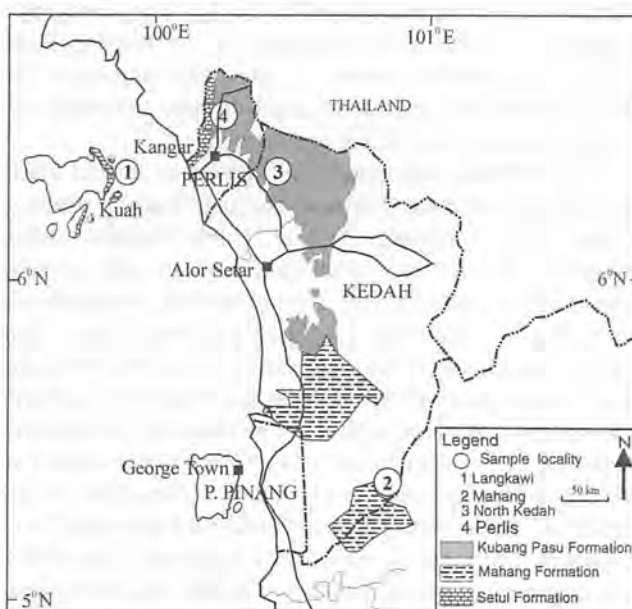 100°E
101°E
THAILAND
4
Kangar
PERLIS
1
3
Kuah
Alor Setar
6°N
6°N
KEDAH
George Town
P. PINANG
2
5°N
Legend
N
Sample locality
1 Langkawi
2 Mahang
50 km
3 North Kedah
4 Perlis
Kubang Pasu Formation
Mahang Formation
Setul Formation